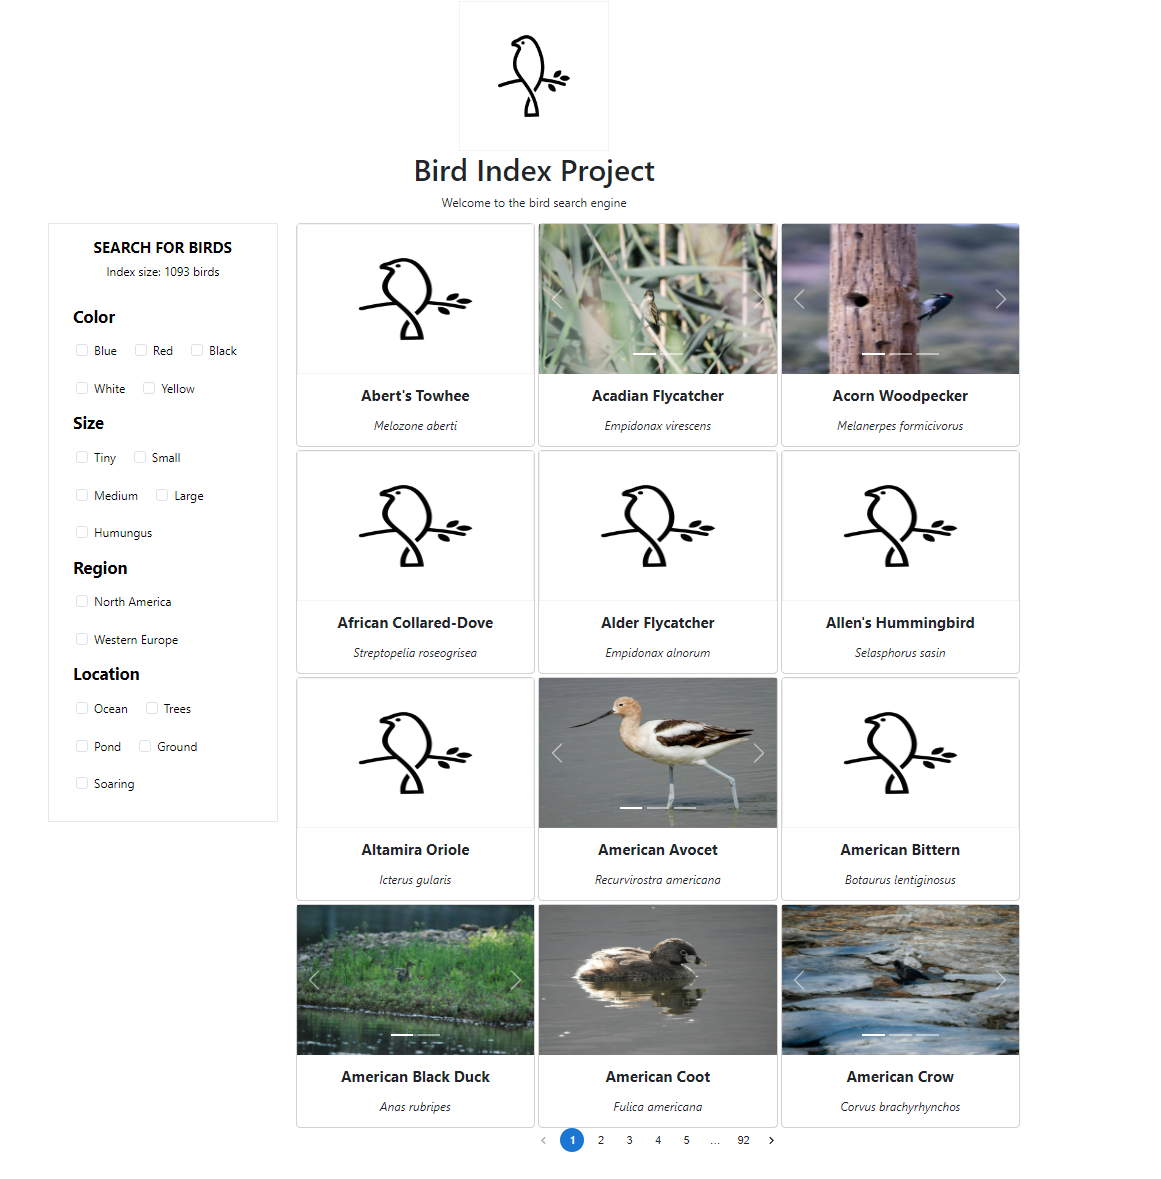 Bird Index Project
Welcome to the bird search engine
SEARCH FOR BIRDS
Index size: 1093 birds
Color
Blue Red Black
White Yellow
Size
Tiny Small
Medium Large
Humungus
Region
North America
Western Europe
Location
Ocean Trees
Pond Ground
Soaring
Abert's Towhee
Melozone aberti
Acadian Flycatcher
Empidonax virescens
Acorn Woodpecker
Melanerpes formicivorus
African Collared-Dove
Streptopelia roseogrisea
Alder Flycatcher
Empidonax alnorum
Allen's Hummingbird
Selasphorus sasin
Altamira Oriole
Icterus gularis
American Avocet
Recurvirostra americana
American Bittern
Botaurus lentiginosus
American Black Duck
Anas rubripes
American Coot
Fulica americana
American Crow
Corvus brachyrhynchos
1 2 3 4 5 … 92